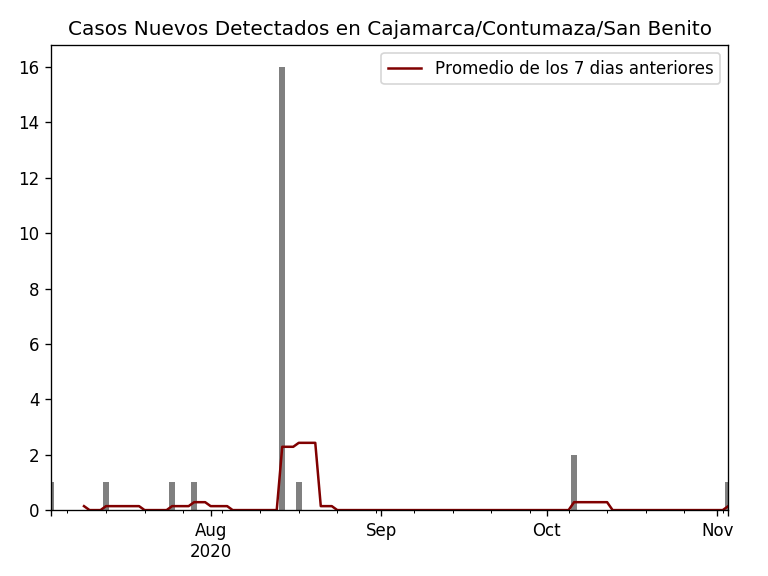 Casos Nuevos Detectados en Cajamarca/Contumaza/San Benito
Promedio de los 7 dias anteriores
16
14
12
10
8
6
4
2
0
Aug
2020
Sep
Oct
Nov